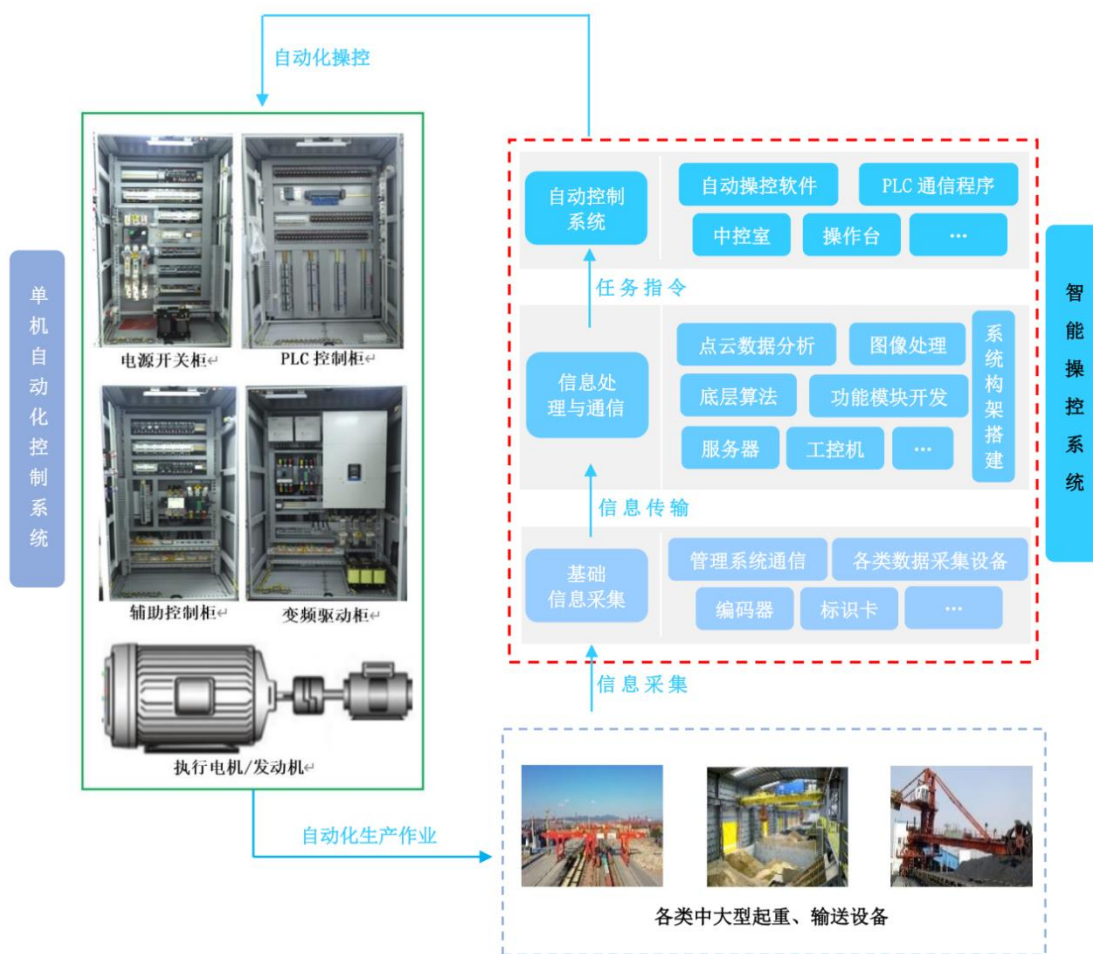 自动化操控
单机自动化控制系统
电源开关柜↵
PLC 控制柜↵
辅助控制柜↵
变频驱动柜↵
执行电机/发动机↵
自动化生产作业
自动控制
系统
自动操控软件
PLC 通信程序
中控室
操作台
…
任务指令
信息处
理与通信
点云数据分析
图像处理
底层算法
功能模块开发
服务器
工控机
…
系统构架搭建
信息传输
基础
信息采集
管理系统通信
各类数据采集设备
编码器
标识卡
…
信息采集
智能操控系统
各类中大型起重、输送设备